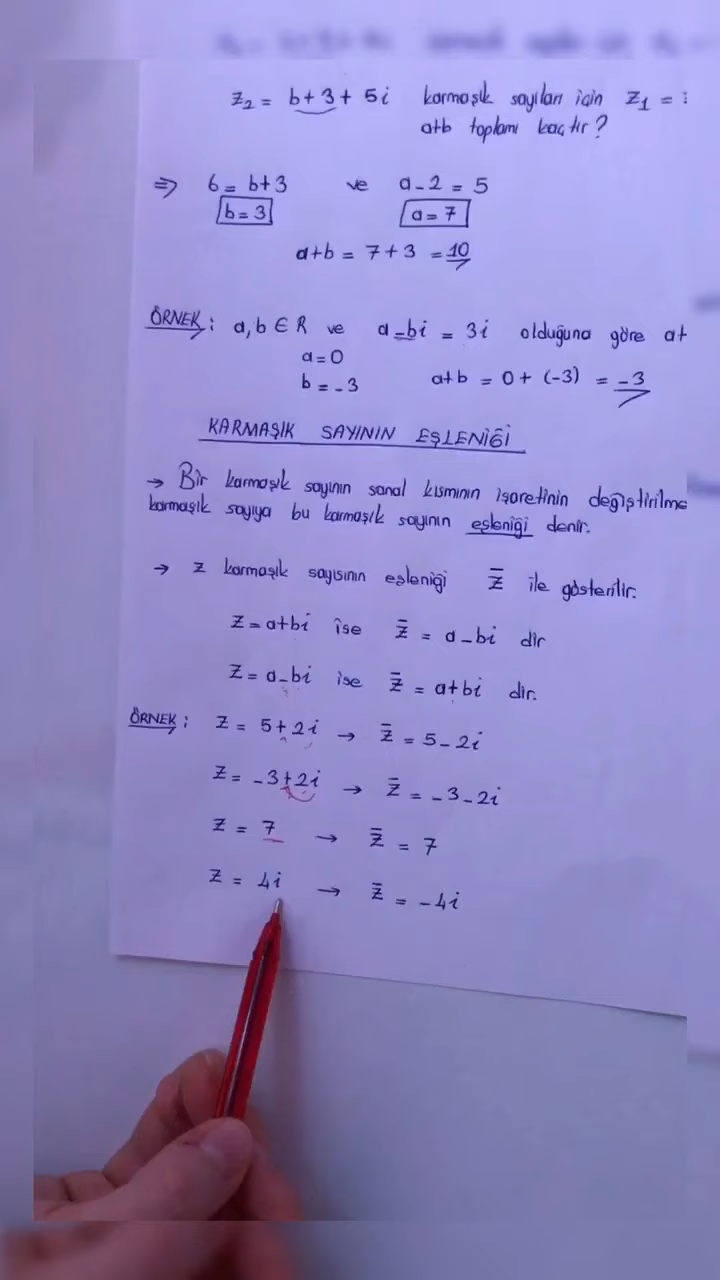 z₂ = b+3+5i karmaşık sayıları için z₁ =
a+b toplamı kaçtır?
⇒ 6 = b+3 ve a-2 = 5
b=3 a=7
a+b = 7+3 = 10
ÖRNEK: a,b ∈ R ve a-bi = 3i olduğuna göre a+
a=0
b=-3 a+b = 0+(-3) = -3
KARMAŞIK SAYININ EŞLENİĞİ
→ Bir karmaşık sayının sanal kısmının işaretinin değiştirilme
karmaşık sayıya bu karmaşık sayının eşleniği denir.
→ z karmaşık sayısının eşleniği z̄ ile gösterilir.
z=a+bi ise z̄ = a-bi dir
z=a-bi ise z̄ = a+bi dir.
ÖRNEK: z = 5+2i → z̄ = 5-2i
z = -3+2i → z̄ = -3-2i
z = 7 → z̄ = 7
z = 4i → z̄ = -4i